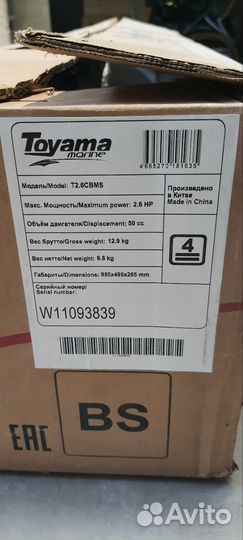 Toyama
marine
4665270181635
Модель/Model: T2.6CBMS
Макс. Мощность/Maximum power: 2.6 HP
Объём двигателя/Displacement: 59 cc
Вес брутто/Gross weight: 12.9 kg
Вес нетто/Net weight: 9.8 kg
Габариты/Dimensions: 950x495x265 mm
Серийный номер/
Serial number:
W11093839
Произведено
в Китае
Made in China
4
EAC
BS
Avito